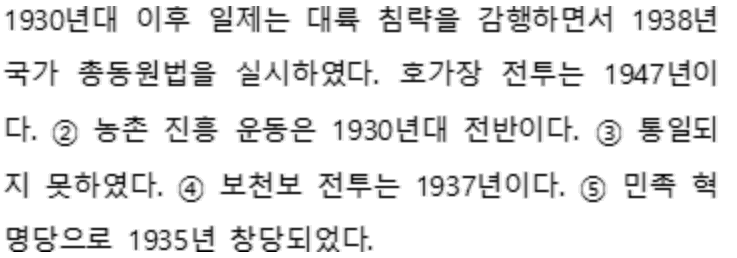 1930년대 이후 일제는 대륙 침략을 감행하면서 1938년
국가 총동원법을 실시하였다. 호가장 전투는 1947년이
다. ② 농촌 진흥 운동은 1930년대 전반이다. ③ 통일되
지 못하였다. ④ 보천보 전투는 1937년이다. ⑤ 민족 혁
명당으로 1935년 창당되었다.